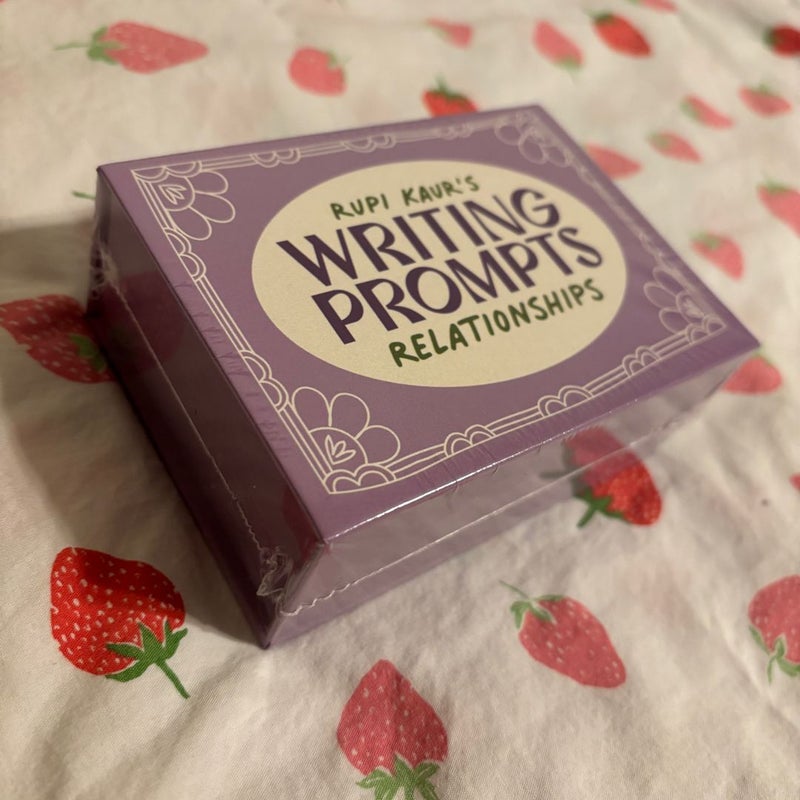 RUPI KAUR'S
WRITING
PROMPTS
RELATIONSHIPS